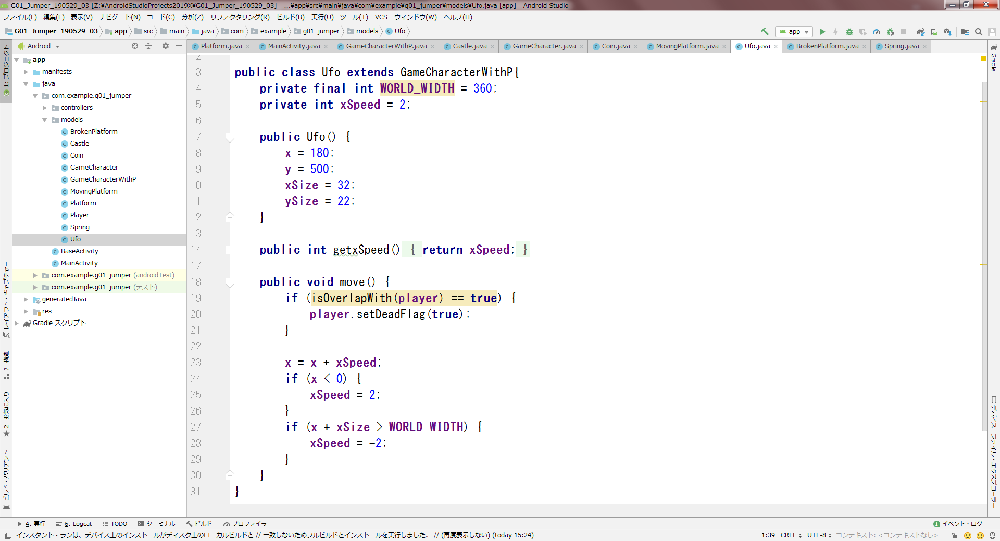 G01_Jumper_190529_03 [Z:¥AndroidStudioProjects2019X¥G01_Jumper_190529_03] - ...¥app¥src¥main¥java¥com¥example¥g01_jumper¥models¥Ufo.java [app] - Android Studio
ファイル(F) 編集(E) 表示(V) ナビゲート(N) コード(C) 分析(Z) リファクタリング(R) ビルド(B) 実行(U) ツール(T) VCS ウィンドウ(W) ヘルプ(H)
G01_Jumper_190529_03 app src main java com example g01_jumper models Ufo app
Android
Platform.java MainActivity.java GameCharacterWithP.java Castle.java GameCharacter.java Coin.java MovingPlatform.java Ufo.java BrokenPlatform.java Spring.java
app
manifests
java
com.example.g01_jumper
controllers
models
BrokenPlatform
Castle
Coin
GameCharacter
GameCharacterWithP
MovingPlatform
Platform
Player
Spring
Ufo
BaseActivity
MainActivity
com.example.g01_jumper (androidTest)
com.example.g01_jumper (テスト)
generatedJava
res
Gradle スクリプト
1: プロジェクト
レイアウト・キャプチャー
7: 構造
2: お気に入り
ビルド・バリアント
2
3 public class Ufo extends GameCharacterWithP{
4 private final int WORLD_WIDTH = 360;
5 private int xSpeed = 2;
6
7 public Ufo() {
8 x = 180;
9 y = 500;
10 xSize = 32;
11 ySize = 22;
12 }
13
14 public int getxSpeed() { return xSpeed; }
17
18 public void move() {
19 if (isOverlapWith(player) == true) {
20 player.setDeadFlag(true);
21 }
22
23 x = x + xSpeed;
24 if (x < 0) {
25 xSpeed = 2;
26 }
27 if (x + xSize > WORLD_WIDTH) {
28 xSpeed = -2;
29 }
30 }
31 }
Gradle
デバイス・ファイル・エクスプローラー
4: 実行 6: Logcat TODO ターミナル ビルド プロファイラー 1 イベント・ログ
インスタント・ランは、デバイス上のインストールがディスク上のローカルビルドと // 一致しないためフルビルドとインストールを実行しました。 // (再度表示しない) (today 15:24) 1:39 CRLF UTF-8 コンテキスト: <コンテキストなし>